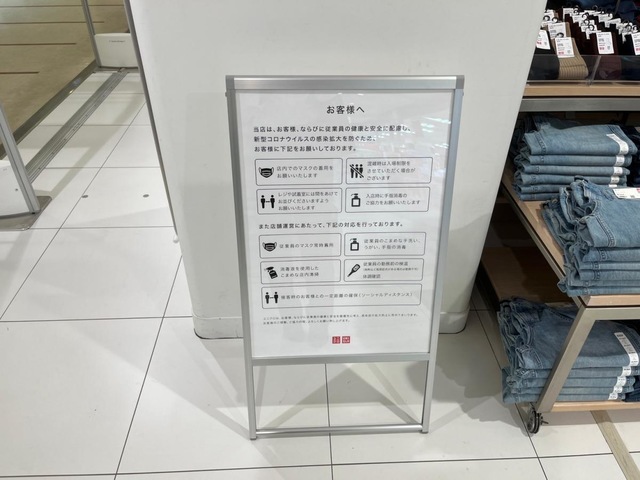 お客様へ
当店は、お客様、ならびに従業員の健康と安全に配慮し、
新型コロナウイルスの感染拡大を防ぐため、
お客様に下記をお願いしております。
店内でのマスクの着用を
お願いいたします
混雑時は入場制限を
させていただく場合が
ございます
レジや試着室には間をあけて
お並びくださいますよう
お願いいたします
入店時に手指消毒の
ご協力をお願いいたします
また店舗運営にあたって、下記の対応を行っております。
従業員のマスク常時着用
従業員のこまめな手洗い、
うがい、手指の消毒
消毒液を使用した
こまめな店内清掃
従業員の勤務前の検温
体調確認
接客時のお客様との一定距離の確保（ソーシャルディスタンス）